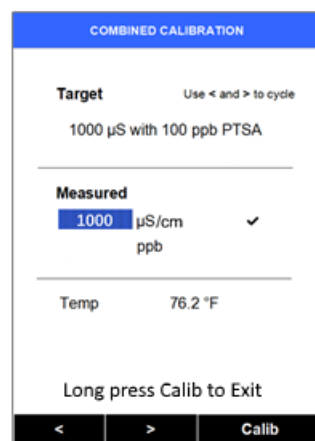 COMBINED CALIBRATION
Target Use < and > to cycle
1000 µS with 100 ppb PTSA
Measured
1000 µS/cm ✔
ppb
Temp 76.2 °F
Long press Calib to Exit
< > Calib